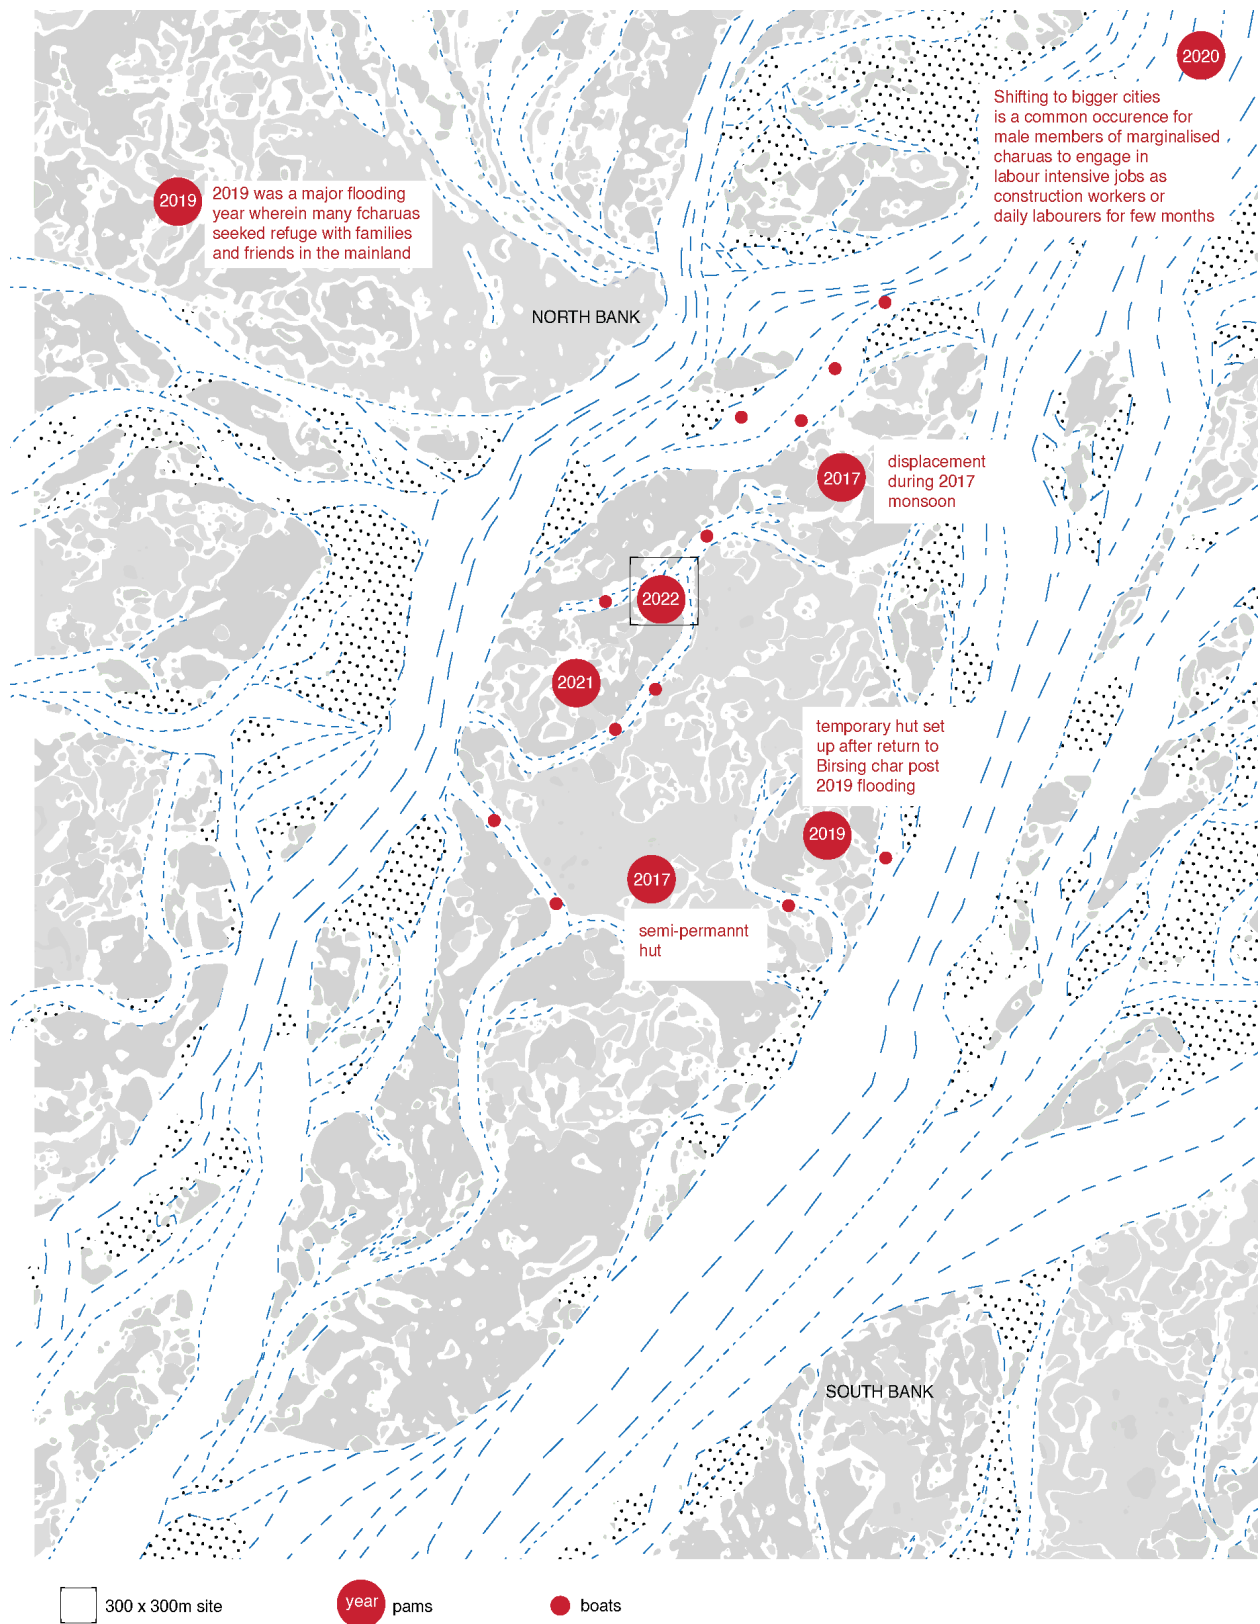 2020
Shifting to bigger cities
is a common occurence for
male members of marginalised
charuas to engage in
labour intensive jobs as
construction workers or
daily labourers for few months
2019
2019 was a major flooding
year wherein many fcharuas
seeked refuge with families
and friends in the mainland
NORTH BANK
2017
displacement
during 2017
monsoon
2022
2021
temporary hut set
up after return to
Birsing char post
2019 flooding
2019
2017
semi-permannt
hut
SOUTH BANK
300 x 300m site
year
pams
boats